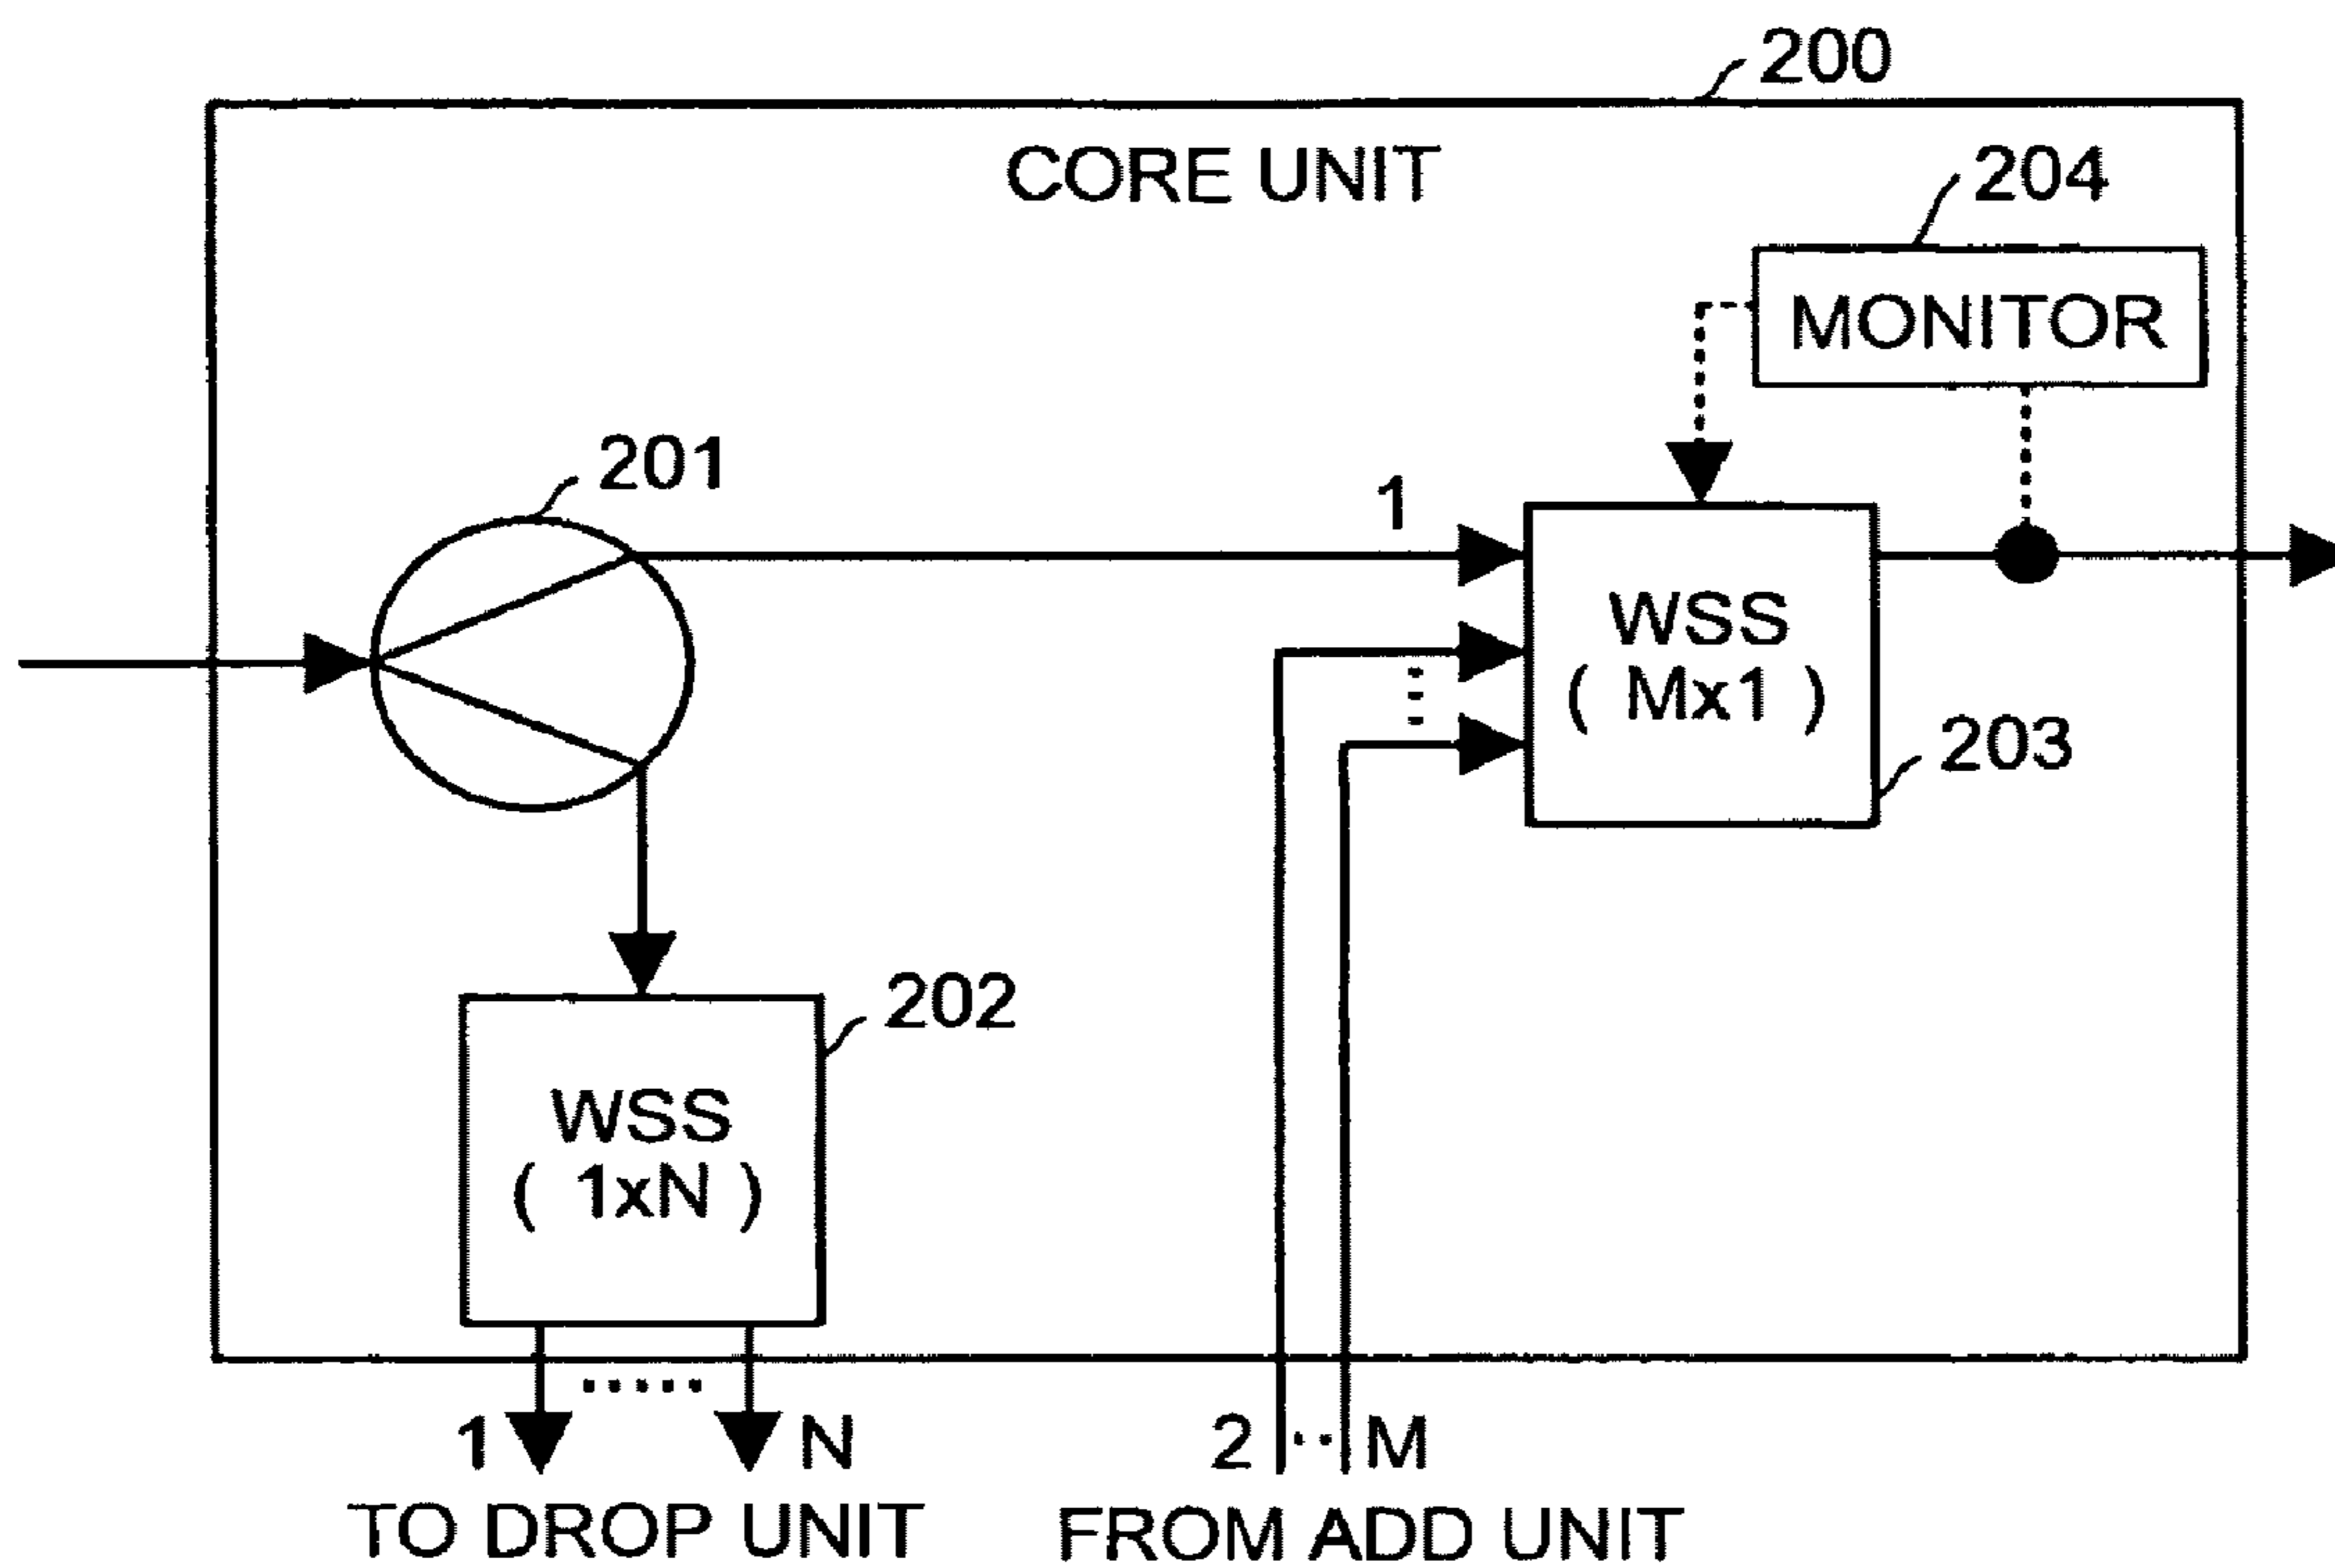 200
CORE UNIT
204
MONITOR
201
1
WSS
( Mx1 )
203
202
WSS
( 1xN )
1 ..... N
2 .. M
TO DROP UNIT
FROM ADD UNIT